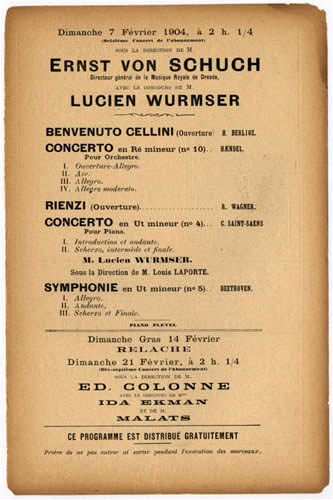 Dimanche 7 Février 1904, à 2 h. 1/4
(Seizième Concert de l'abonnement)
SOUS LA DIRECTION DE M.
ERNST VON SCHUCH
Directeur général de la Musique Royale de Dresde,
AVEC LE CONCOURS DE M.
LUCIEN WURMSER
BENVENUTO CELLINI (Ouverture) H. BERLIOZ.
CONCERTO en Ré mineur (no 10).. HÆNDEL.
Pour Orchestre.
I. Ouverture-Allegro.
II. Air.
III. Allegro.
IV. Allegro moderato.
RIENZI (Ouverture)................ R. WAGNER.
CONCERTO en Ut mineur (no 4).. C. SAINT-SAENS
Pour Piano.
I. Introduction et andante.
II. Scherzo, intermède et finale.
M. Lucien WURMSER.
Sous la Direction de M. Louis LAPORTE.
SYMPHONIE en Ut mineur (no 5). BEETHOVEN.
I. Allegro.
II. Andante.
III. Scherzo et Finale.
PIANO PLEYEL
Dimanche Gras 14 Février
RELACHE
Dimanche 21 Février, à 2 h. 1/4
(Dix-septième Concert de l'Abonnement)
SOUS LA DIRECTION DE M.
ED. COLONNE
AVEC LE CONCOURS DE Mme
IDA EKMAN
ET DE M.
MALATS
CE PROGRAMME EST DISTRIBUÉ GRATUITEMENT
Prière de ne pas entrer ni sortir pendant l'exécution des morceaux.